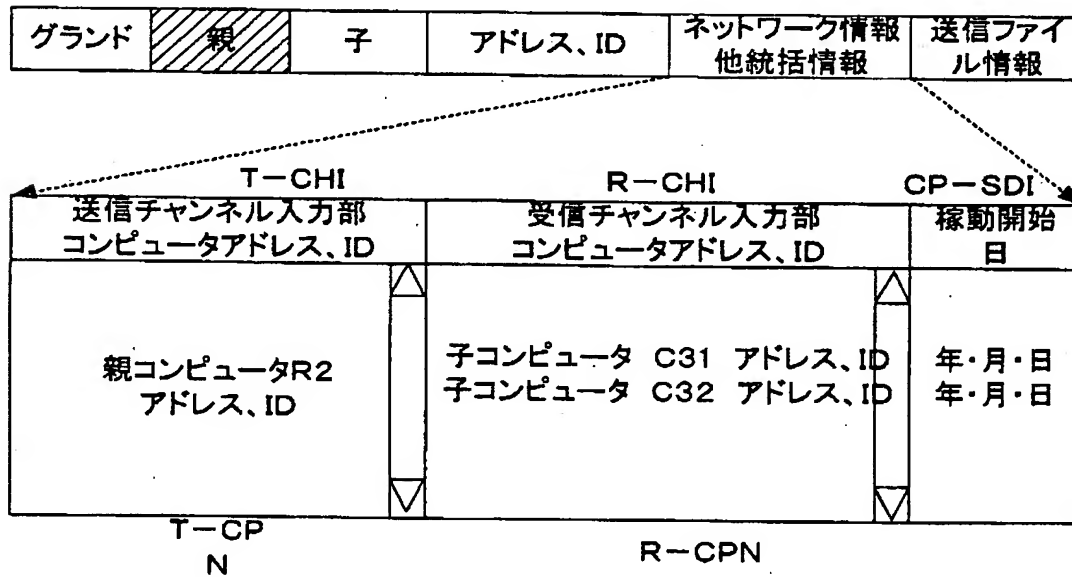 グランド 親 子 アドレス、ID ネットワーク情報 送信ファイ
他統括情報 ル情報
T－CHI R－CHI CP－SDI
送信チャンネル入力部 受信チャンネル入力部 稼動開始
コンピュータアドレス、ID コンピュータアドレス、ID 日
親コンピュータR2 子コンピュータ C31 アドレス、ID 年・月・日
アドレス、ID 子コンピュータ C32 アドレス、ID 年・月・日
T－CP R－CPN
N